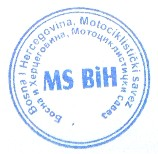 Bosna i Hercegovina. Motociklistički savez
Босна и Херцеговина, Мотоциклистички савез
MS BiH